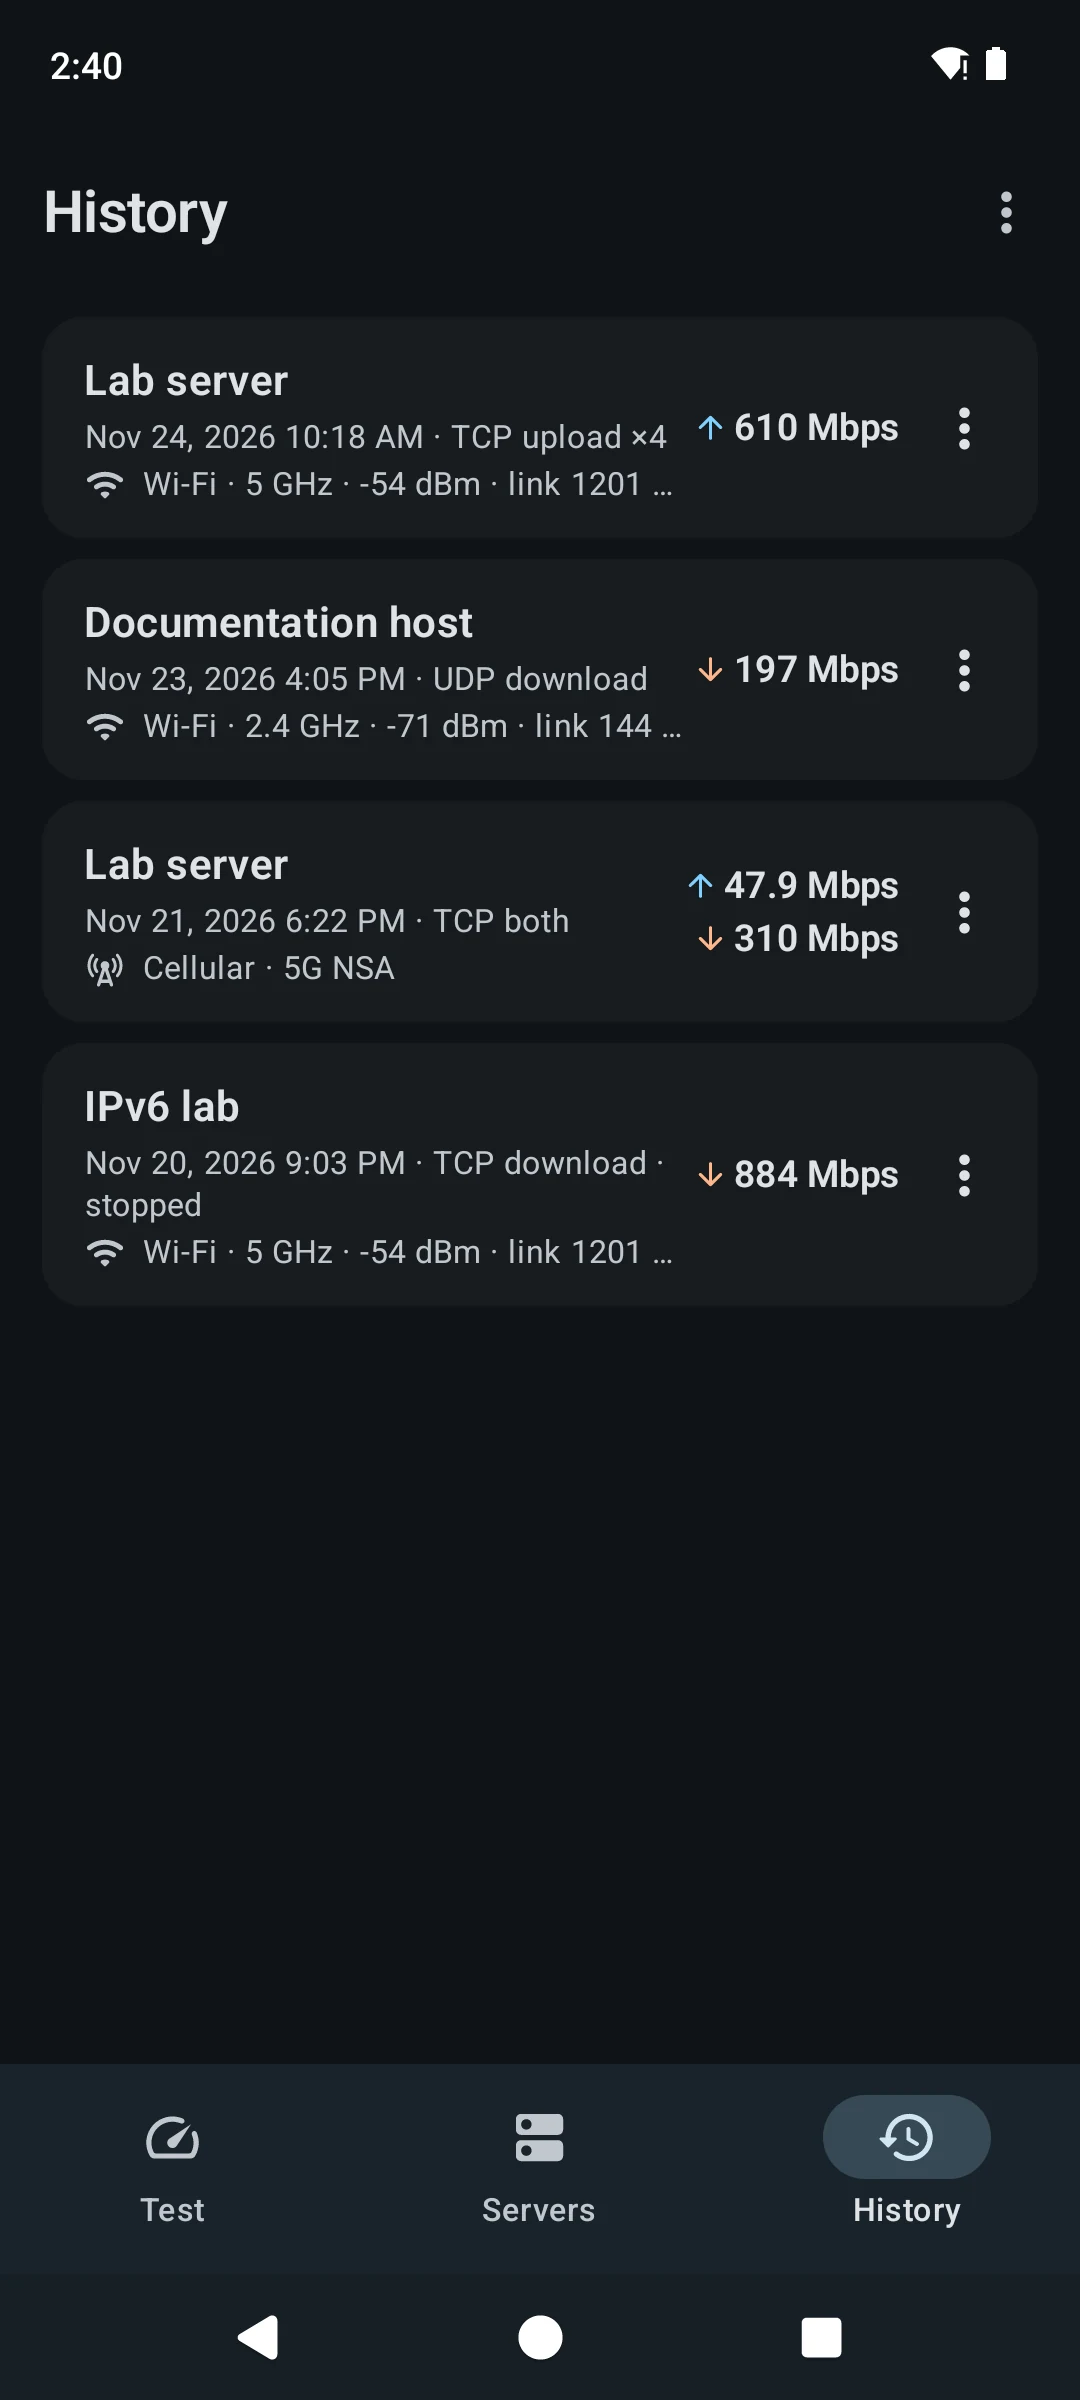 2:40
History
Lab server
Nov 24, 2026 10:18 AM · TCP upload ×4
↑ 610 Mbps
Wi-Fi · 5 GHz · -54 dBm · link 1201 ...
Documentation host
Nov 23, 2026 4:05 PM · UDP download
↓ 197 Mbps
Wi-Fi · 2.4 GHz · -71 dBm · link 144 ...
Lab server
↑ 47.9 Mbps
Nov 21, 2026 6:22 PM · TCP both
↓ 310 Mbps
Cellular · 5G NSA
IPv6 lab
Nov 20, 2026 9:03 PM · TCP download ·
stopped
↓ 884 Mbps
Wi-Fi · 5 GHz · -54 dBm · link 1201 ...
Test
Servers
History